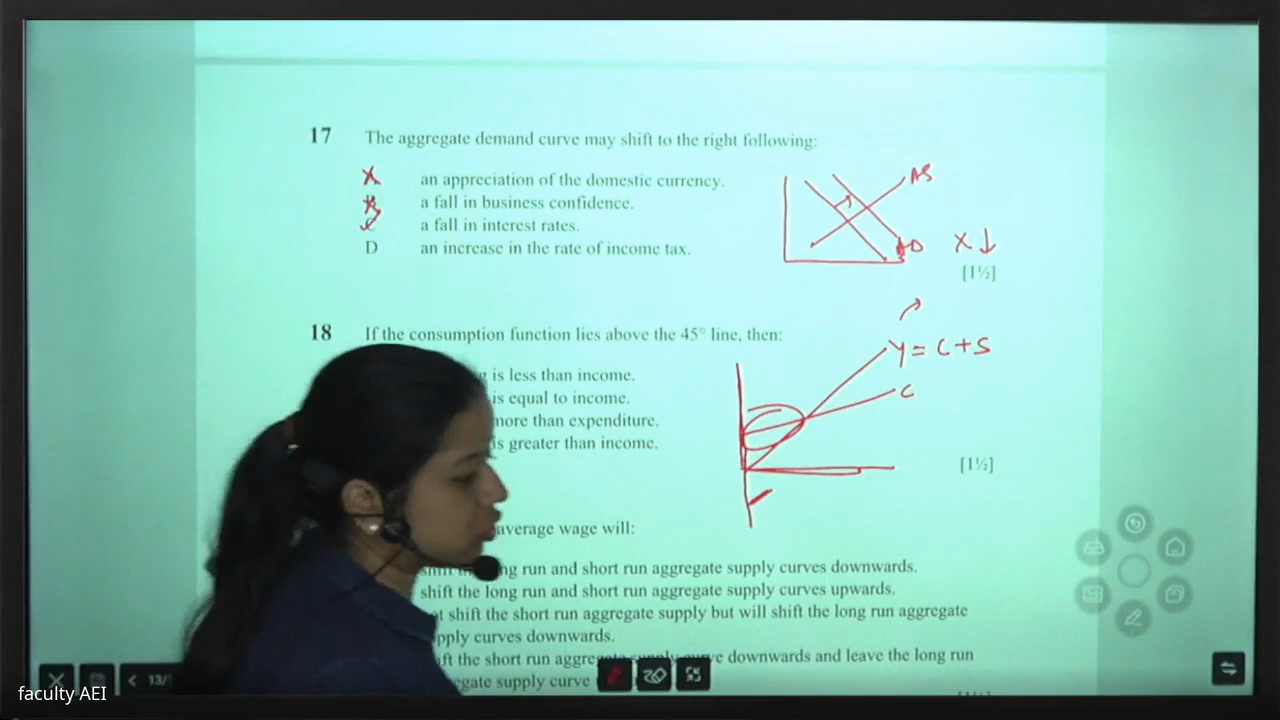 17 The aggregate demand curve may shift to the right following:
an appreciation of the domestic currency.
a fall in business confidence.
a fall in interest rates.
D an increase in the rate of income tax.
AS
AD X ↓
[1½]
18 If the consumption function lies above the 45° line, then:
Y = C + S
is less than income.
C
is equal to income.
more than expenditure.
is greater than income.
[1½]
average wage will:
run and short run aggregate supply curves downwards.
shift the long run and short run aggregate supply curves upwards.
shift the short run aggregate supply but will shift the long run aggregate
curves downwards.
the short run aggregate supply curve downwards and leave the long run
supply curve
< 13/
faculty AEI